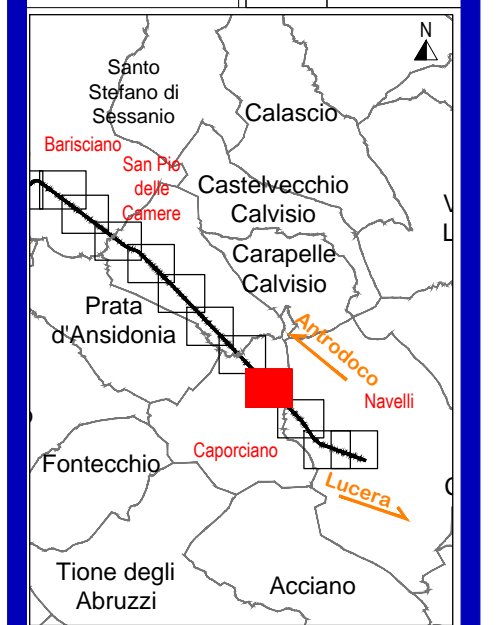 N
Santo
Stefano di
Sessanio
Calascio
Barisciano
San Pio
delle
Camere
Castelvecchio
Calvisio
Carapelle
Calvisio
Prata
d'Ansidonia
Antrodoco
Navelli
Caporciano
Fontecchio
Lucera
Tione degli
Abruzzi
Acciano